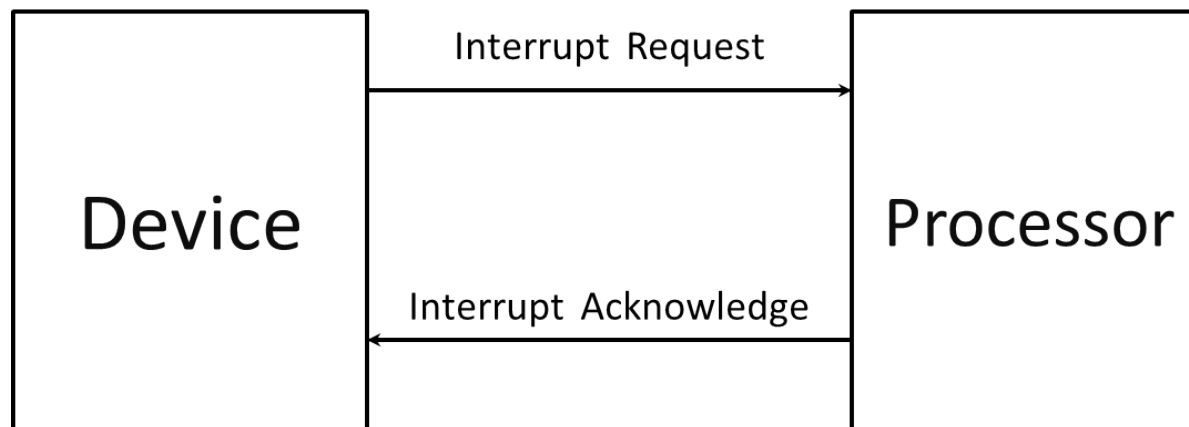 Interrupt Request
Device
Processor
Interrupt Acknowledge